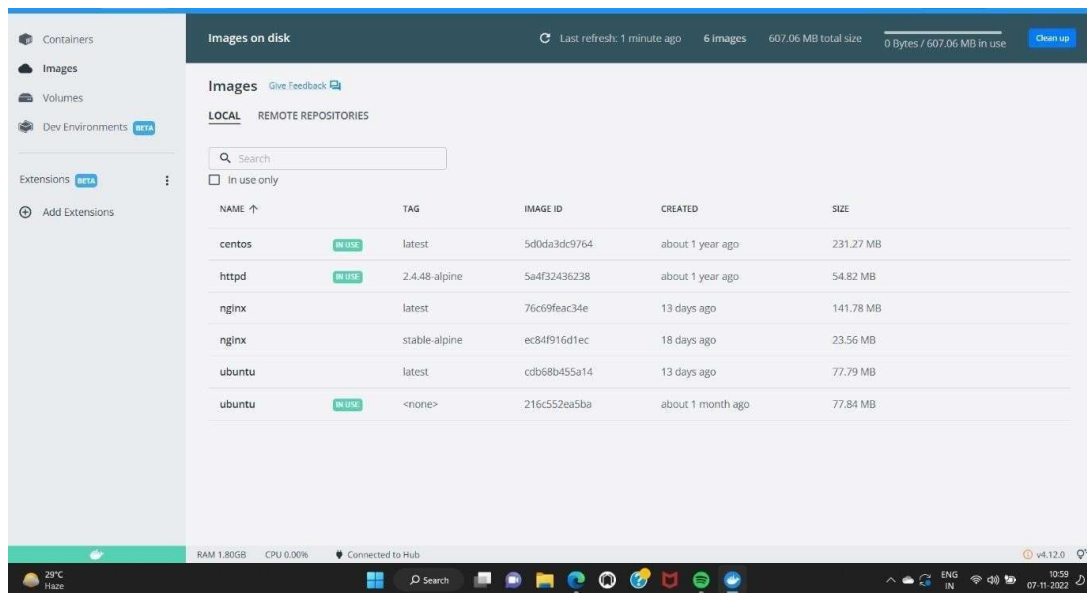 Containers
Images
Volumes
Dev Environments BETA
Extensions BETA
Add Extensions
Images on disk
Last refresh: 1 minute ago
6 images
607.06 MB total size
0 Bytes / 607.06 MB in use
Clean up
Images Give Feedback
LOCAL REMOTE REPOSITORIES
Search
In use only
NAME TAG IMAGE ID CREATED SIZE
centos IN USE latest 5d0da3dc9764 about 1 year ago 231.27 MB
httpd IN USE 2.4.48-alpine 5a4f32436238 about 1 year ago 54.82 MB
nginx latest 76c69feac34e 13 days ago 141.78 MB
nginx stable-alpine ec84f916d1ec 18 days ago 23.56 MB
ubuntu latest cdb68b455a14 13 days ago 77.79 MB
ubuntu IN USE <none> 216c552ea5ba about 1 month ago 77.84 MB
RAM 1.80GB CPU 0.00% Connected to Hub v4.12.0
29°C
Haze
Search
ENG
IN
10:59
07-11-2022